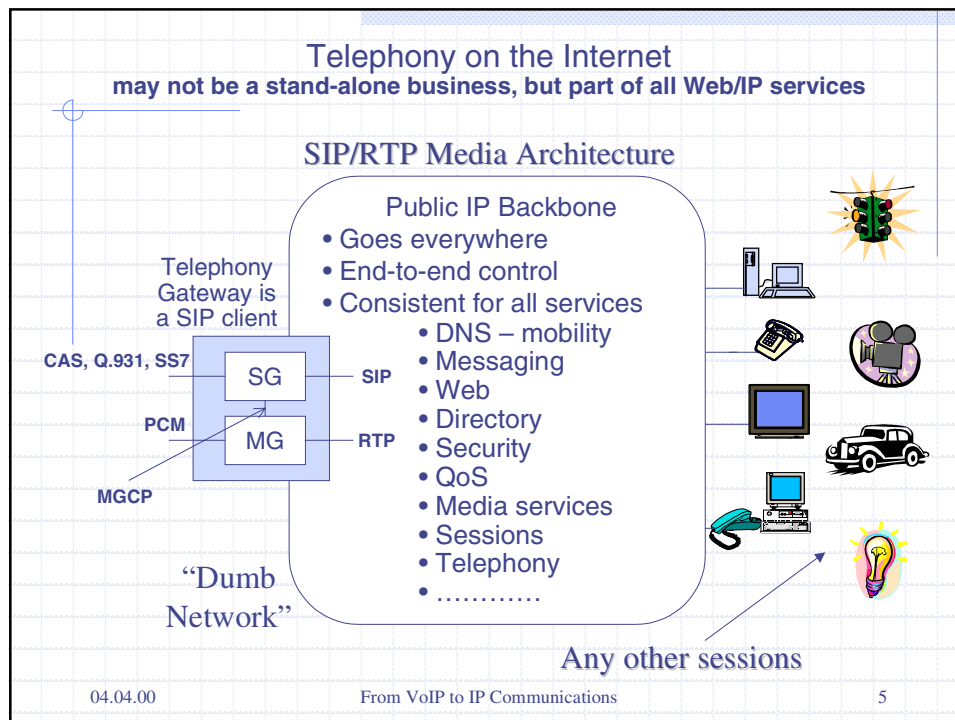 Telephony on the Internet
may not be a stand-alone business, but part of all Web/IP services
SIP/RTP Media Architecture
Public IP Backbone
• Goes everywhere
• End-to-end control
• Consistent for all services
• DNS – mobility
• Messaging
• Web
• Directory
• Security
• QoS
• Media services
• Sessions
• Telephony
• …………
Telephony
Gateway is
a SIP client
CAS, Q.931, SS7
SG
SIP
PCM
MG
RTP
MGCP
“Dumb
Network”
Any other sessions
04.04.00
From VoIP to IP Communications
5